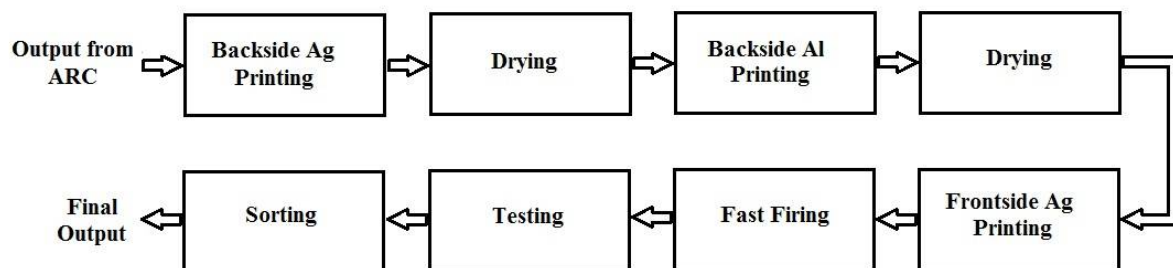 Output from
ARC
Backside Ag
Printing
Drying
Backside Al
Printing
Drying
Frontside Ag
Printing
Fast Firing
Testing
Sorting
Final
Output